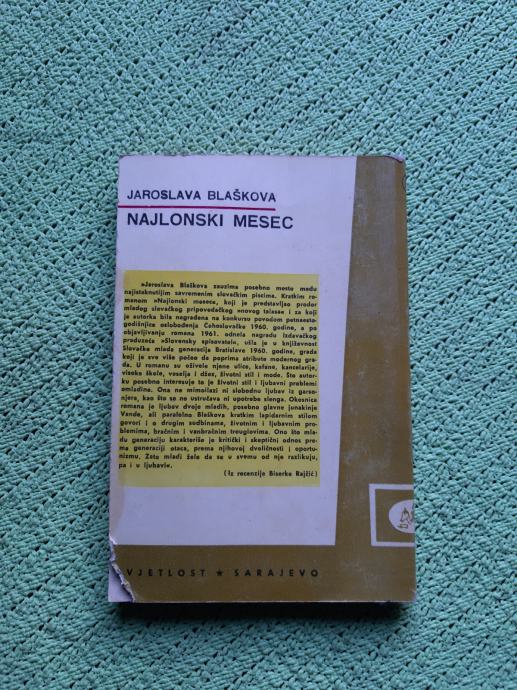 JAROSLAVA BLAŠKOVA
NAJLONSKI MESEC
»Jaroslava Blaškova zauzima posebno mesto među
najistaknutijim savremenim slovačkim piscima. Kratkim ro-
manom »Najlonski mesec«, koji je predstavljao prodor
mladog slovačkog pripovedačkog »novog talasa« i za koji
je autorka bila nagrađena na konkursu povodom petnaesto-
godišnjice oslobođenja Čehoslovačke 1960. godine, a po
objavljivanju romana 1961. odnela nagradu izdavačkog
preduzeća »Slovensky spisovatel«, ušla je u književnost
Slovačke mlada generacija Bratislave 1960. godine, grada
koji je sve više počeo da poprima atribute modernog gra-
da. U romanu su oživele njene ulice, kafane, kancelarije,
visoke škole, veselja i džez, životni stil i moda. Što autor-
ku posebno interesuje to je životni stil i ljubavni problemi
omladine. Ona ne mimoilazi ni slobodnu ljubav iz garso-
njera, kao što se ne ustručava ni upotrebe slenga. Okosnica
romana je ljubav dvoje mladih, posebno glavne junakinje
Vande, ali paralelno Blaškova kratkim lapidarnim stilom
govori i o drugim sudbinama, životnim i ljubavnim pro-
blemima, bračnim i vanbračnim trouglovima. Ono što mla-
du generaciju karakteriše je kritički i skeptični odnos pre-
ma generaciji otaca, prema njihovoj dvoličnosti i oportu-
nizmu. Zato mladi žele da se u svemu od nje razlikuju,
pa i u ljubavi«.
(Iz recenzije Biserke Rajžić)
VJETLOST ★ SARAJEVO